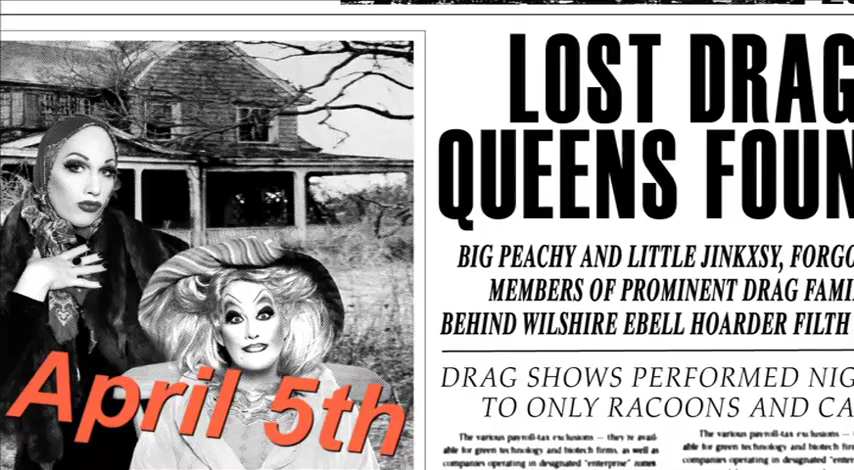 LOST DRAG
QUEENS FOUN
BIG PEACHY AND LITTLE JINKXSY, FORGO
MEMBERS OF PROMINENT DRAG FAMI
BEHIND WILSHIRE EBELL HOARDER FILTH
DRAG SHOWS PERFORMED NIG
TO ONLY RACOONS AND CA
April 5th
The various payroll-tax exclusions — they're avail-
able for green technology and biotech firms, as well as
companies operating in designated "enterprise" zones
The various payroll-tax exclusions —
able for green technology and biotech firm
companies operating in designated "enter